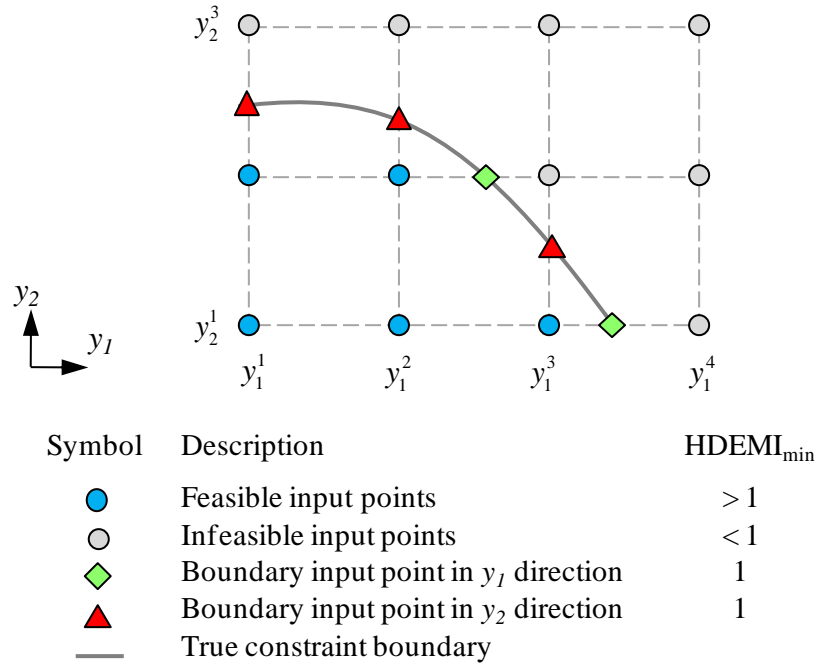 y₂³
y₂
y₁
y₂¹
y₁¹ y₁² y₁³ y₁⁴
Symbol Description HDEMI_min
Feasible input points > 1
Infeasible input points < 1
Boundary input point in y₁ direction 1
Boundary input point in y₂ direction 1
True constraint boundary